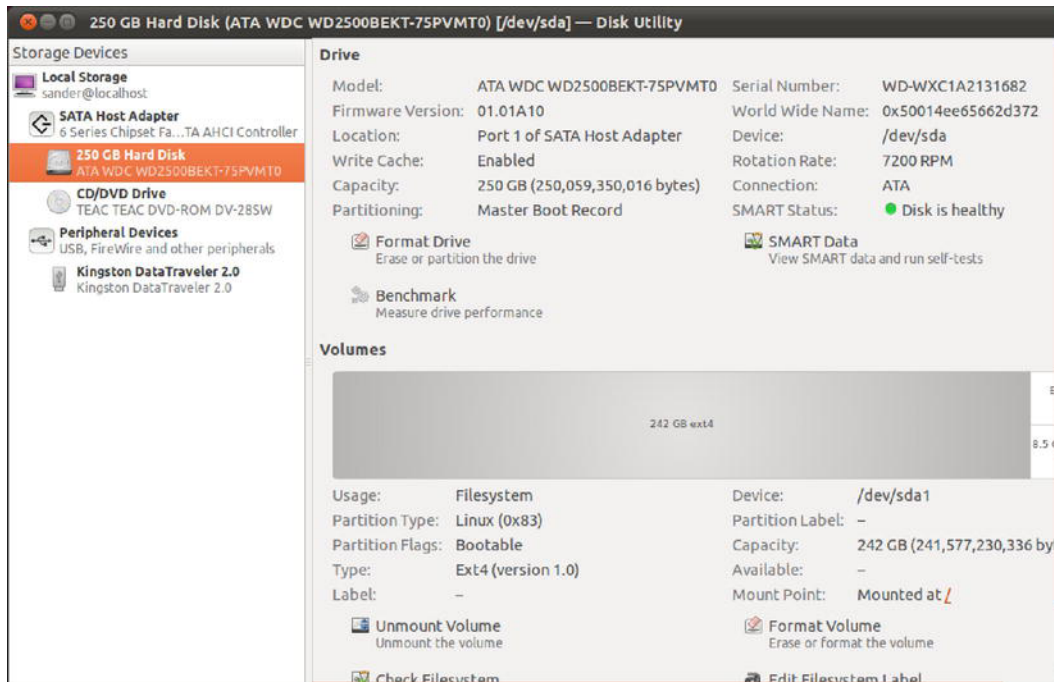 250 GB Hard Disk (ATA WDC WD2500BEKT-75PVMT0) [/dev/sda] — Disk Utility
Storage Devices
Local Storage
sander@localhost
SATA Host Adapter
6 Series Chipset Fa...TA AHCI Controller
250 GB Hard Disk
ATA WDC WD2500BEKT-75PVMT0
CD/DVD Drive
TEAC TEAC DVD-ROM DV-28SW
Peripheral Devices
USB, FireWire and other peripherals
Kingston DataTraveler 2.0
Kingston DataTraveler 2.0
Drive
Model: ATA WDC WD2500BEKT-75PVMT0 Serial Number: WD-WXC1A2131682
Firmware Version: 01.01A10 World Wide Name: 0x50014ee65662d372
Location: Port 1 of SATA Host Adapter Device: /dev/sda
Write Cache: Enabled Rotation Rate: 7200 RPM
Capacity: 250 GB (250,059,350,016 bytes) Connection: ATA
Partitioning: Master Boot Record SMART Status: Disk is healthy
Format Drive SMART Data
Erase or partition the drive View SMART data and run self-tests
Benchmark
Measure drive performance
Volumes
242 GB ext4
8.5
Usage: Filesystem Device: /dev/sda1
Partition Type: Linux (0x83) Partition Label: –
Partition Flags: Bootable Capacity: 242 GB (241,577,230,336 by
Type: Ext4 (version 1.0) Available: –
Label: – Mount Point: Mounted at /
Unmount Volume Format Volume
Unmount the volume Erase or format the volume
Check Filesystem Edit Filesystem Label